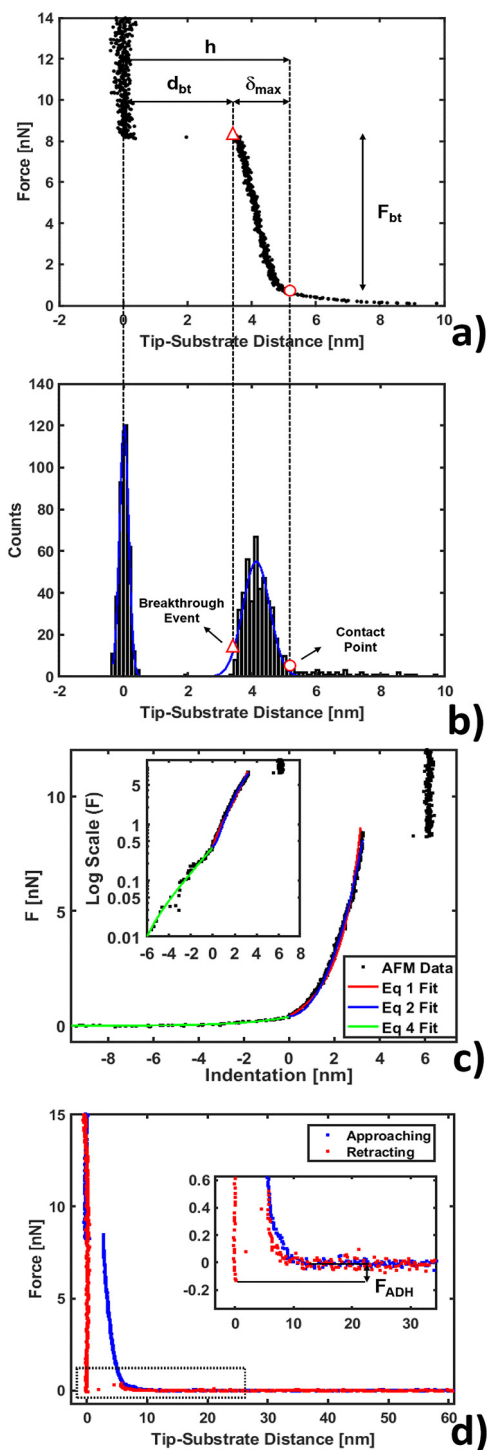 14
12
10
8
6
4
2
0
Force [nN]
h
d_bt
δ_max
F_bt
-2 0 2 4 6 8 10
Tip-Substrate Distance [nm]
a)
140
120
100
80
60
40
20
0
Counts
Breakthrough
Event
Contact
Point
-2 0 2 4 6 8 10
Tip-Substrate Distance [nm]
b)
10
5
0
F [nN]
Log Scale (F)
5
0.5
0.1
0.05
0.01
-6 -4 -2 0 2 4 6 8
AFM Data
Eq 1 Fit
Eq 2 Fit
Eq 4 Fit
-8 -6 -4 -2 0 2 4 6
Indentation [nm]
c)
15
10
5
0
Force [nN]
Approaching
Retracting
0.6
0.4
0.2
0
-0.2
F_ADH
0 10 20 30
0 10 20 30 40 50 60
Tip-Substrate Distance [nm]
d)